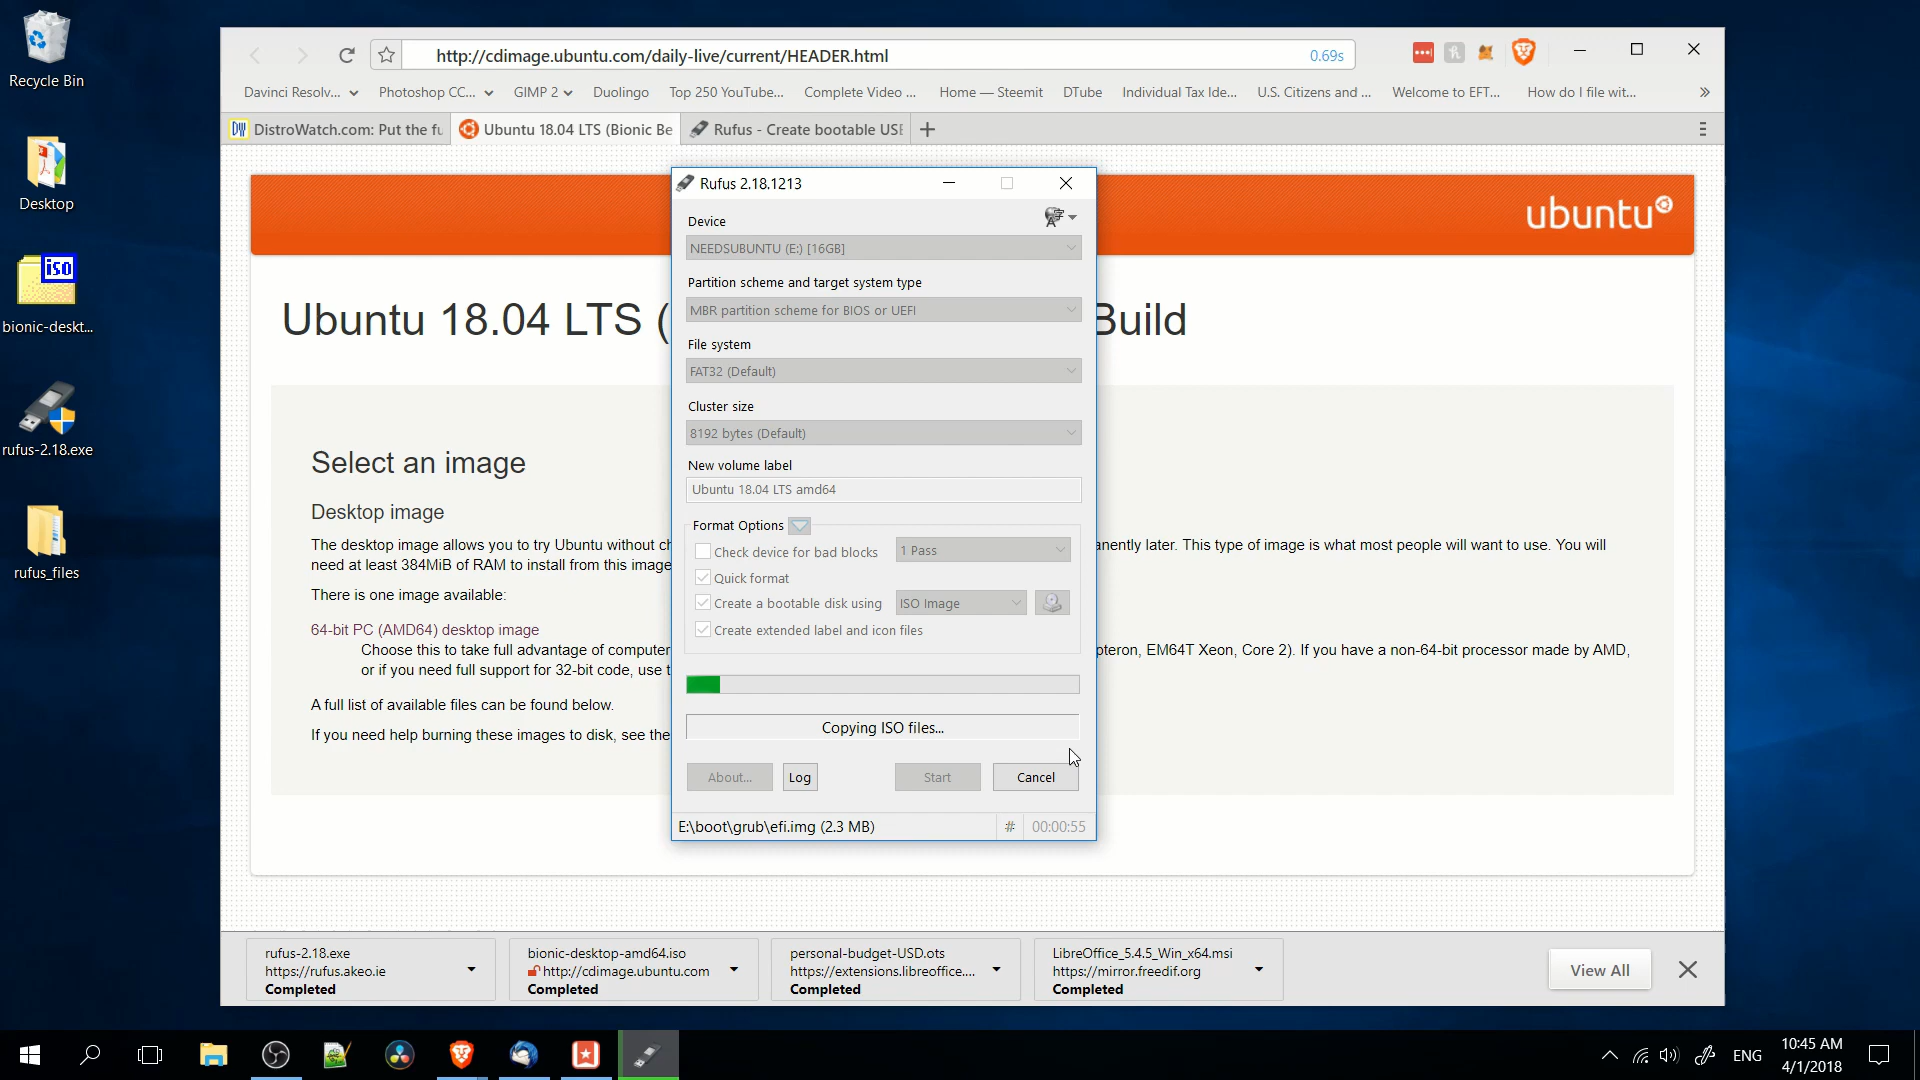 Recycle Bin
Desktop
iso
bionic-deskt...
rufus-2.18.exe
rufus_files
http://cdimage.ubuntu.com/daily-live/current/HEADER.html
0.69s
Davinci Resolv...
Photoshop CC...
GIMP 2
Duolingo
Top 250 YouTube...
Complete Video ...
Home — Steemit
DTube
Individual Tax Ide...
U.S. Citizens and ...
Welcome to EFT...
How do I file wit...
»
DW
DistroWatch.com: Put the fu
Ubuntu 18.04 LTS (Bionic Be
Rufus - Create bootable USB
ubuntu
Ubuntu 18.04 LTS (
Build
Select an image
Desktop image
The desktop image allows you to try Ubuntu without ch
anently later. This type of image is what most people will want to use. You will
need at least 384MiB of RAM to install from this image
There is one image available:
64-bit PC (AMD64) desktop image
Choose this to take full advantage of computer
pteron, EM64T Xeon, Core 2). If you have a non-64-bit processor made by AMD,
or if you need full support for 32-bit code, use t
A full list of available files can be found below.
If you need help burning these images to disk, see the
Rufus 2.18.1213
Device
NEEDSUBUNTU (E:) [16GB]
Partition scheme and target system type
MBR partition scheme for BIOS or UEFI
File system
FAT32 (Default)
Cluster size
8192 bytes (Default)
New volume label
Ubuntu 18.04 LTS amd64
Format Options
Check device for bad blocks
1 Pass
Quick format
Create a bootable disk using
ISO Image
Create extended label and icon files
Copying ISO files...
About...
Log
Start
Cancel
E:\boot\grub\efi.img (2.3 MB)
#
00:00:55
rufus-2.18.exe
https://rufus.akeo.ie
Completed
bionic-desktop-amd64.iso
http://cdimage.ubuntu.com
Completed
personal-budget-USD.ots
https://extensions.libreoffice....
Completed
LibreOffice_5.4.5_Win_x64.msi
https://mirror.freedif.org
Completed
View All
ENG
10:45 AM
4/1/2018